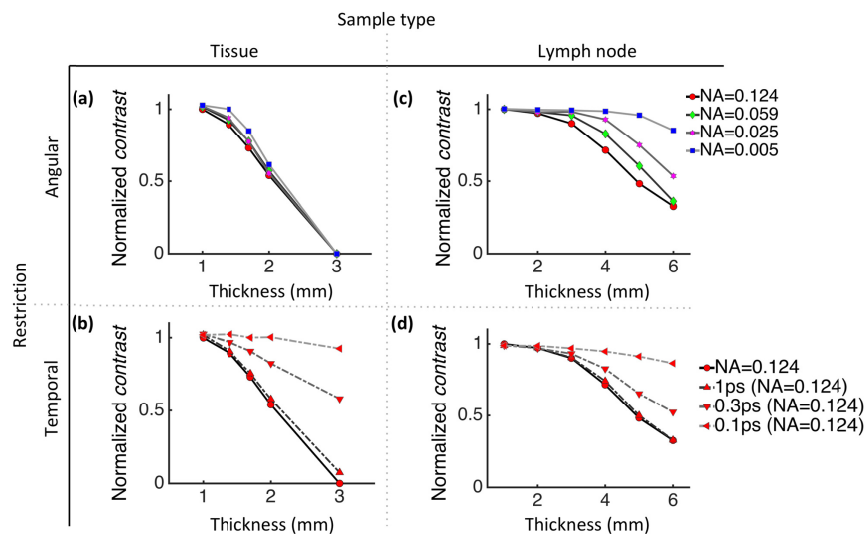 Sample type
Tissue
Lymph node
Restriction
Angular
Temporal
(a)
Normalized contrast
1
0.5
0
1
2
3
Thickness (mm)
(c)
Normalized contrast
1
0.5
0
2
4
6
Thickness (mm)
NA=0.124
NA=0.059
NA=0.025
NA=0.005
(b)
Normalized contrast
1
0.5
0
1
2
3
Thickness (mm)
(d)
Normalized contrast
1
0.5
0
2
4
6
Thickness (mm)
NA=0.124
1ps (NA=0.124)
0.3ps (NA=0.124)
0.1ps (NA=0.124)